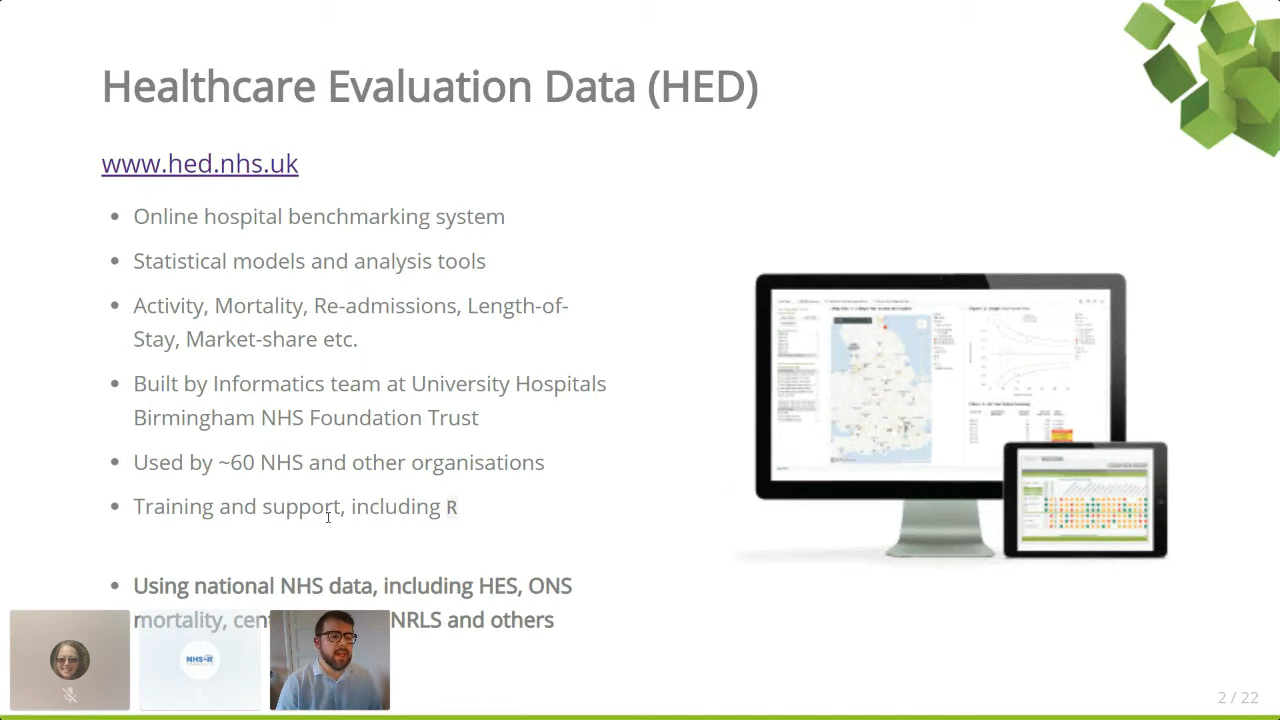 Healthcare Evaluation Data (HED)
www.hed.nhs.uk
Online hospital benchmarking system
Statistical models and analysis tools
Activity, Mortality, Re-admissions, Length-of-
Stay, Market-share etc.
Built by Informatics team at University Hospitals
Birmingham NHS Foundation Trust
Used by ~60 NHS and other organisations
Training and support, including R
Using national NHS data, including HES, ONS
mortality, NRLS and others
NHS-R
2 / 22